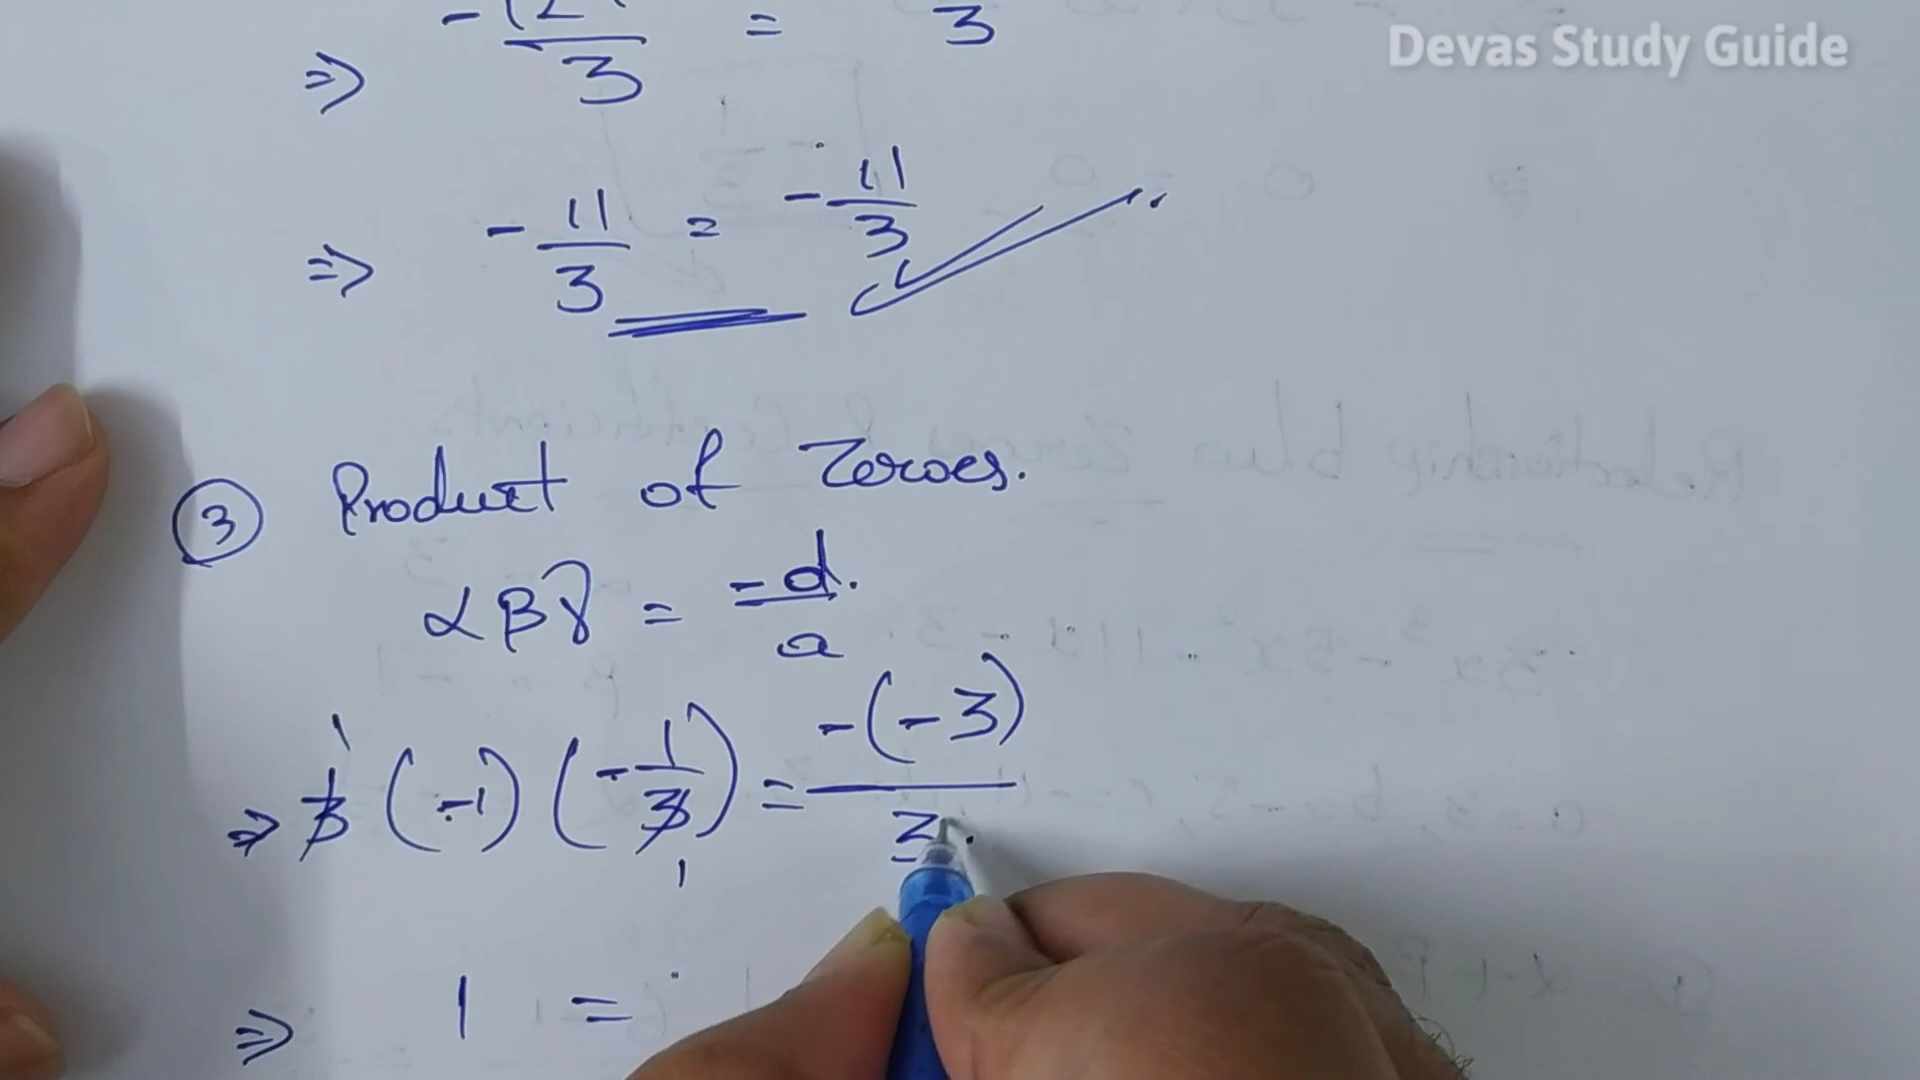 Devas Study Guide
⇒ -(12)/3 = 3
⇒ -11/3 = -11/3
③ Product of Zeroes.
αβγ = -d/a
⇒ 3 (-1) (-1/3) = -(-3)/3
⇒ 1 =